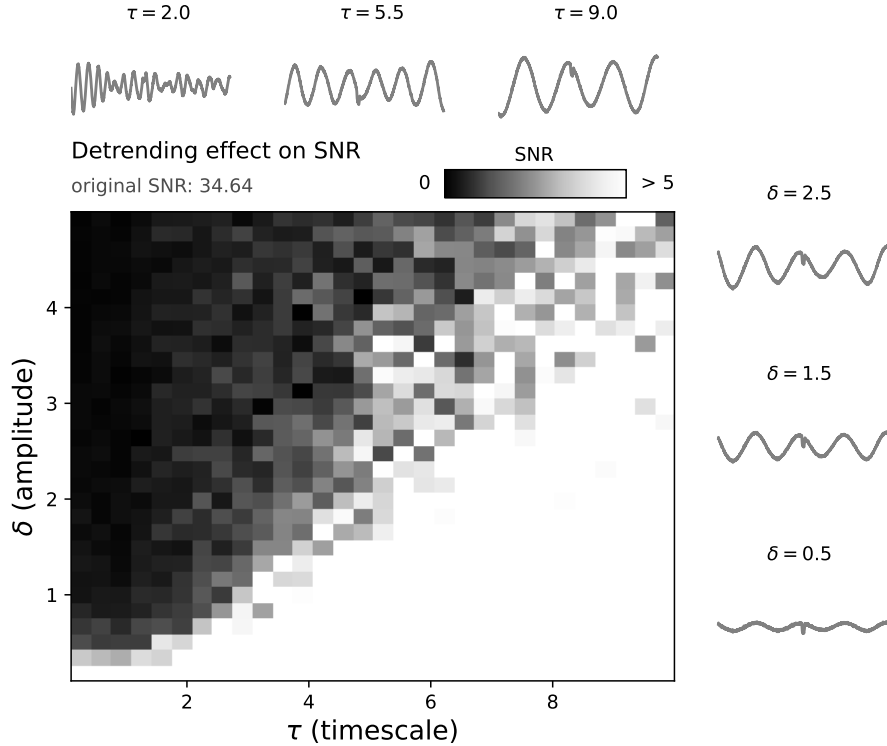 τ = 2.0
τ = 5.5
τ = 9.0
Detrending effect on SNR
original SNR: 34.64
SNR
0
> 5
δ = 2.5
δ = 1.5
δ = 0.5
δ (amplitude)
4
3
2
1
2
4
6
8
τ (timescale)